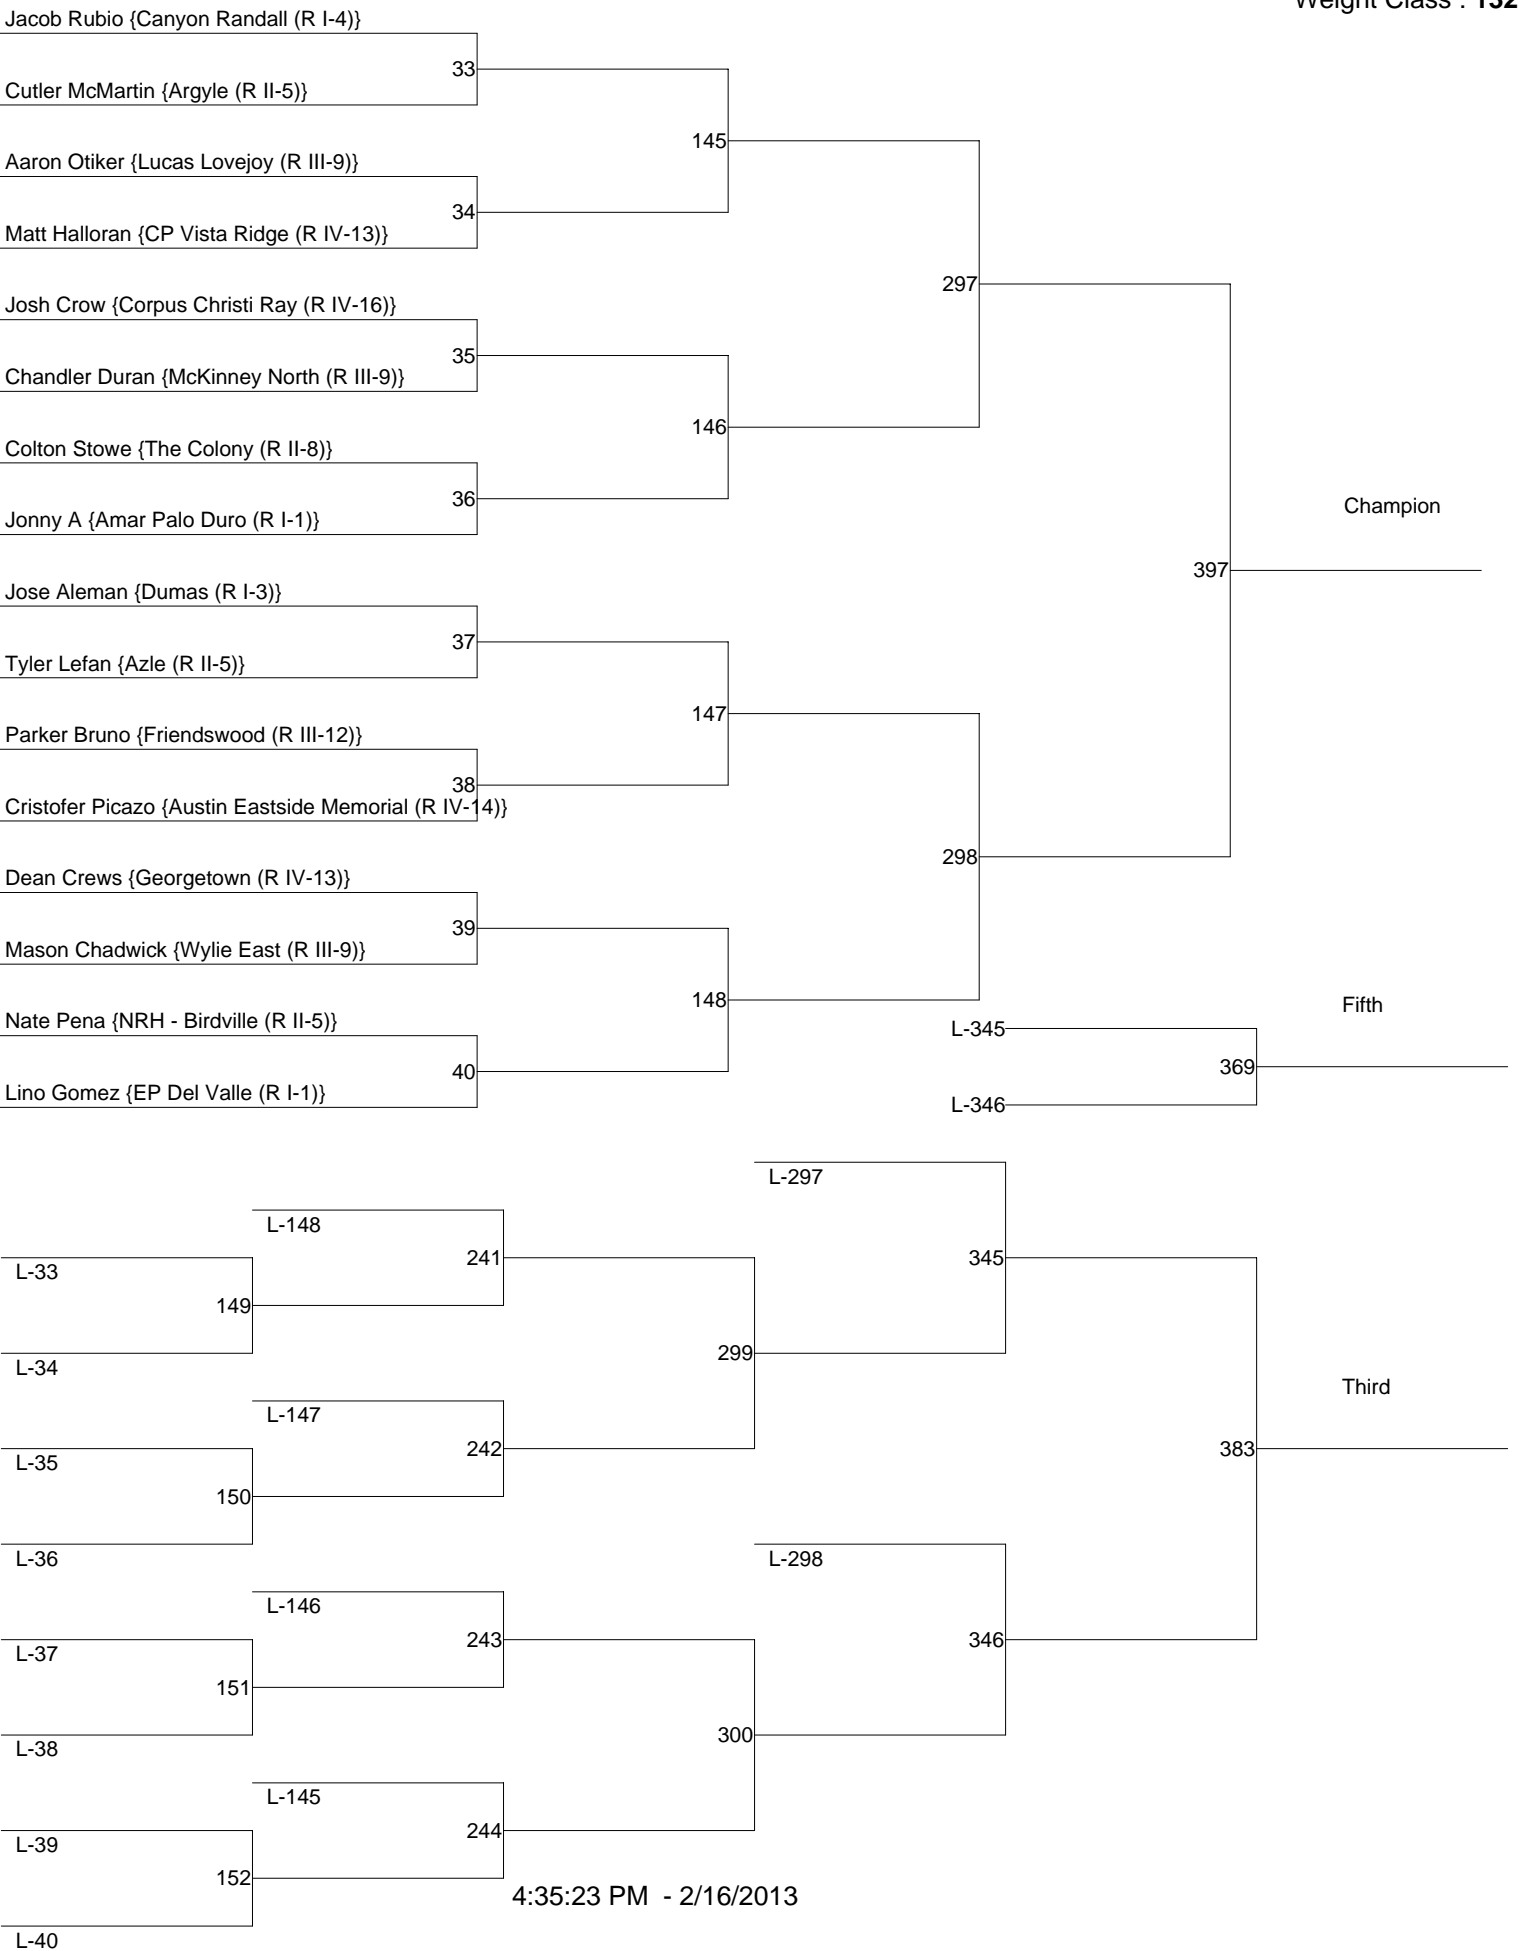 Weight Class : 132
Jacob Rubio {Canyon Randall (R I-4)}
33
Cutler McMartin {Argyle (R II-5)}
145
Aaron Otiker {Lucas Lovejoy (R III-9)}
34
Matt Halloran {CP Vista Ridge (R IV-13)}
297
Josh Crow {Corpus Christi Ray (R IV-16)}
35
Chandler Duran {McKinney North (R III-9)}
146
Colton Stowe {The Colony (R II-8)}
36
Jonny A {Amar Palo Duro (R I-1)}
Champion
397
Jose Aleman {Dumas (R I-3)}
37
Tyler Lefan {Azle (R II-5)}
147
Parker Bruno {Friendswood (R III-12)}
38
Cristofer Picazo {Austin Eastside Memorial (R IV-14)}
298
Dean Crews {Georgetown (R IV-13)}
39
Mason Chadwick {Wylie East (R III-9)}
148
Nate Pena {NRH - Birdville (R II-5)}
40
Lino Gomez {EP Del Valle (R I-1)}
Fifth
L-345
369
L-346
L-297
L-148
241
345
L-33
149
L-34
299
L-147
242
Third
383
L-35
150
L-36
L-298
L-146
243
346
L-37
151
L-38
300
L-145
244
L-39
152
4:35:23 PM - 2/16/2013
L-40